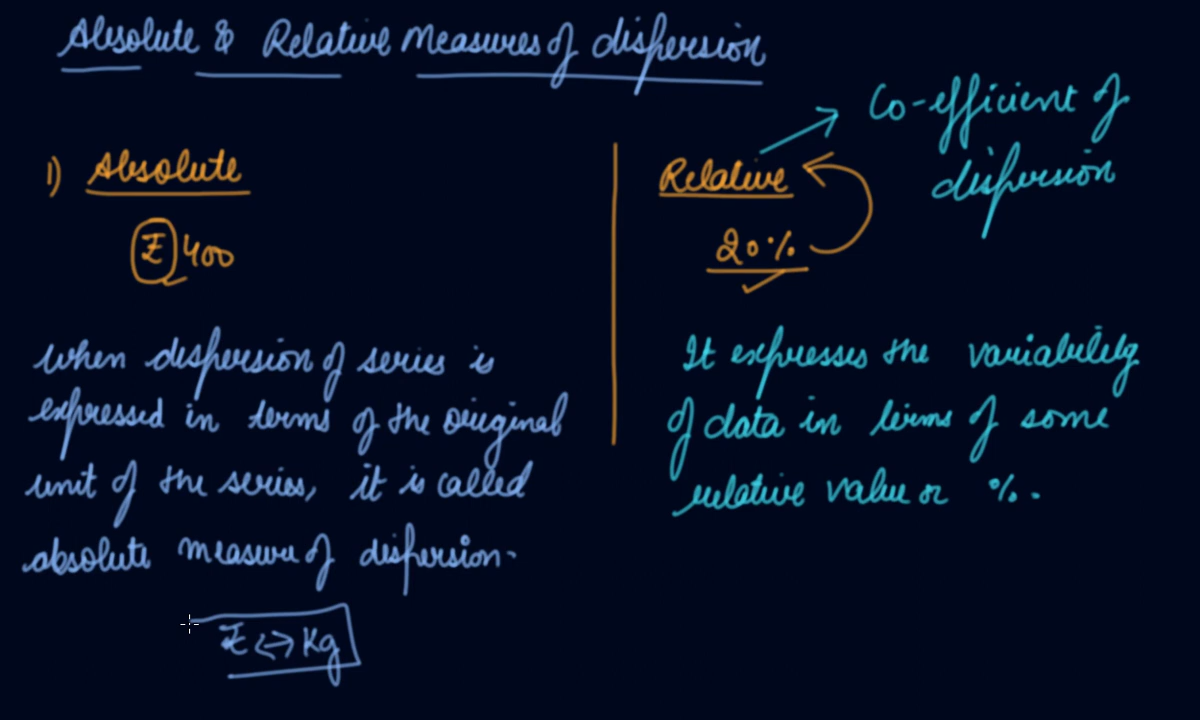 Absolute & Relative Measures of dispersion
1) Absolute
₹ 400
when dispersion of series is
expressed in terms of the original
unit of the series, it is called
absolute measure of dispersion.
₹ ↔ Kg
Relative → Co-efficient of
dispersion
20%
It expresses the variability
of data in terms of some
relative value or %.